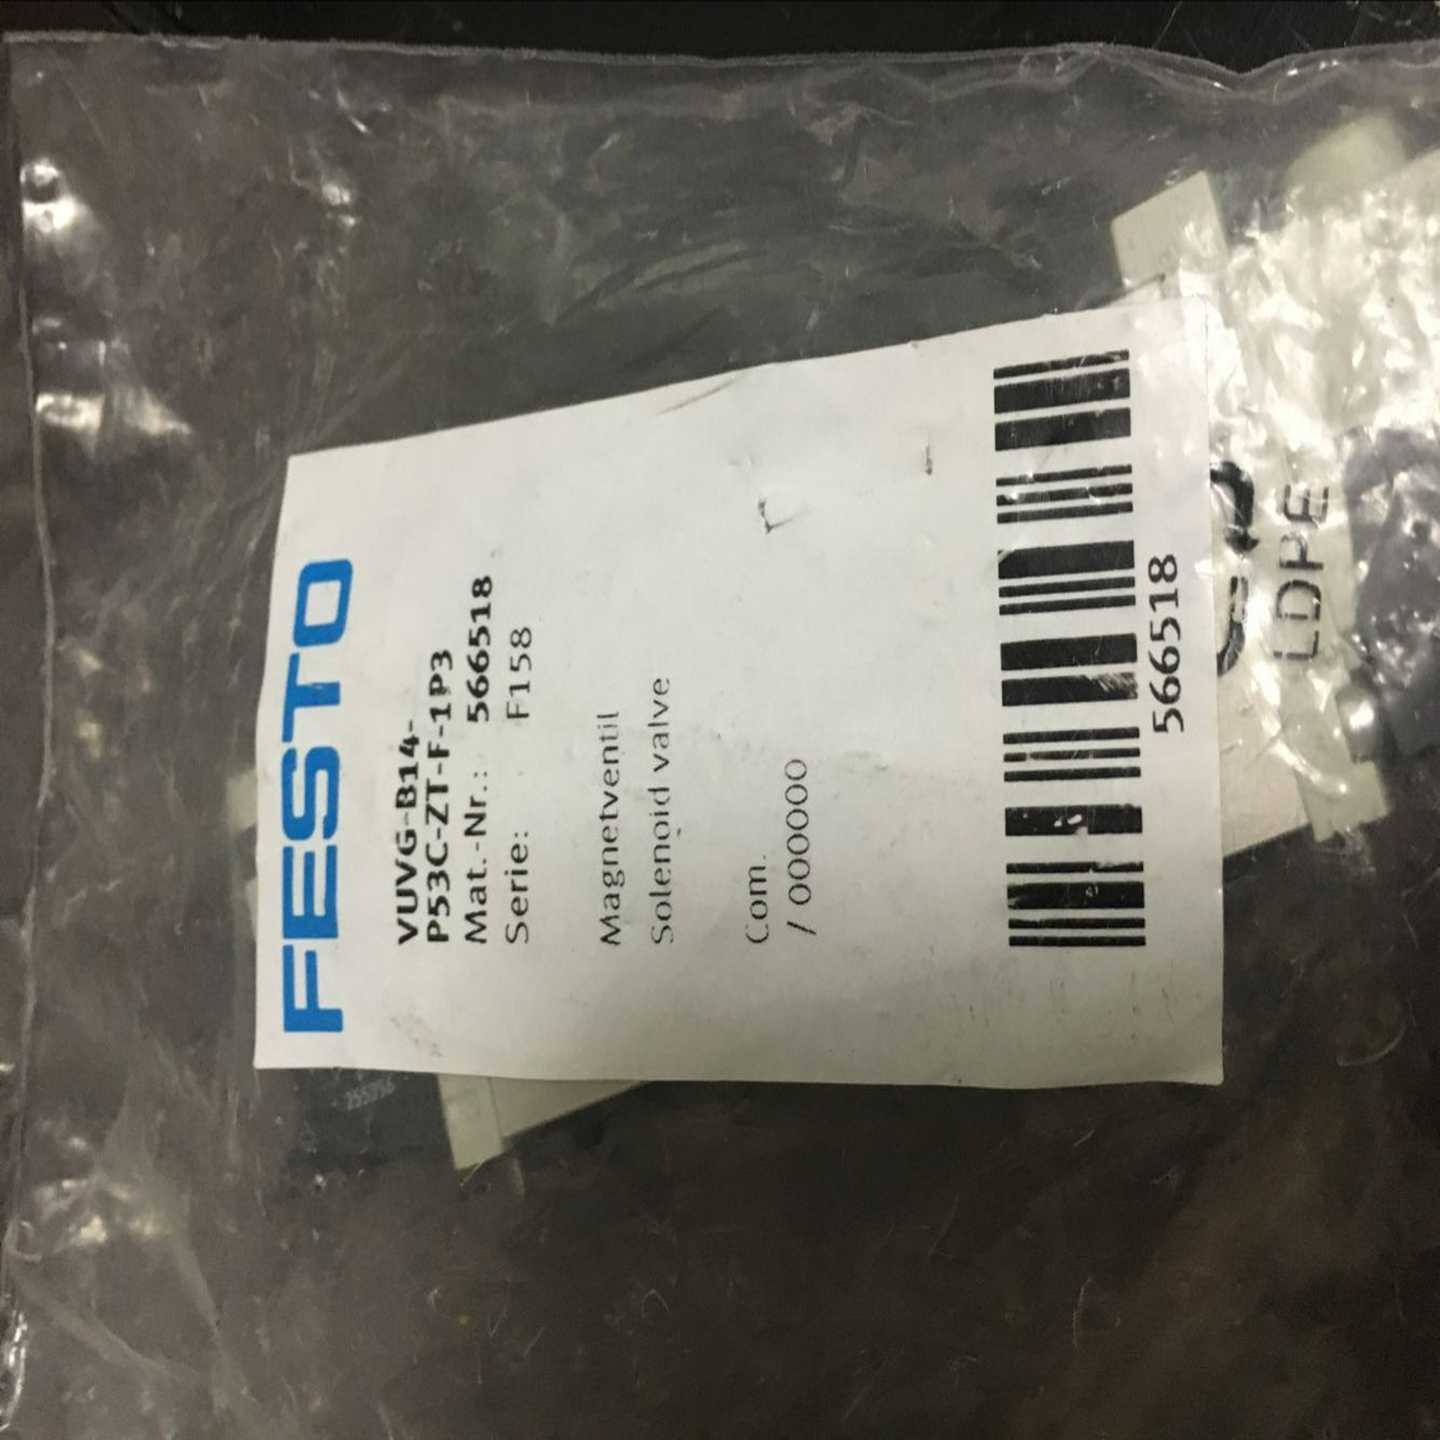 FESTO
VUVG-B14-
P53C-ZT-F-1P3
Mat.-Nr.: 566518
Serie: F158
Magnetventil
Solenoid valve
Com.
/ 000000
566518
LDPE